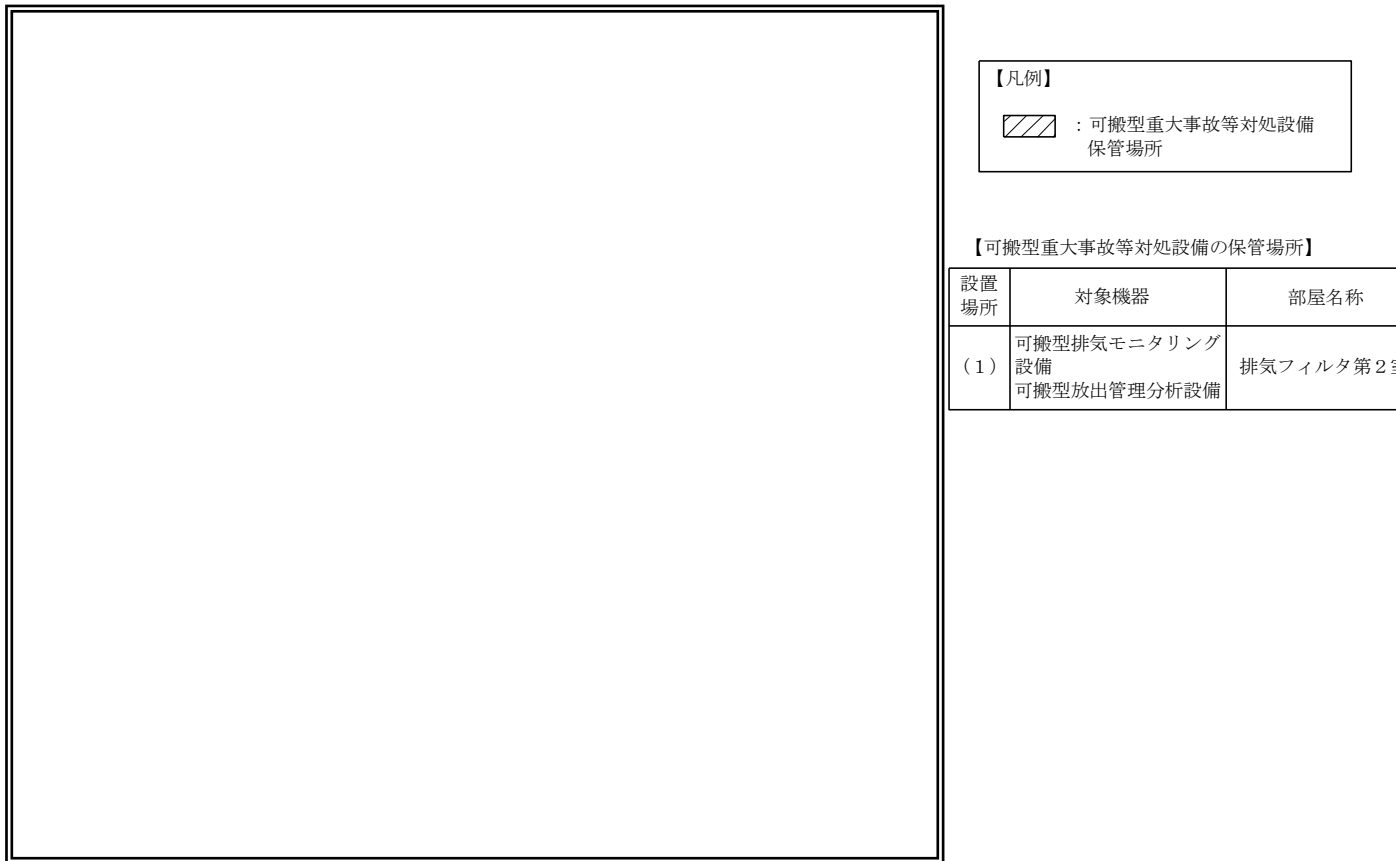 【凡例】
：可搬型重大事故等対処設備
保管場所
【可搬型重大事故等対処設備の保管場所】
設置
場所
対象機器
部屋名称
（１）
可搬型排気モニタリング
設備
可搬型放出管理分析設備
排気フィルタ第２